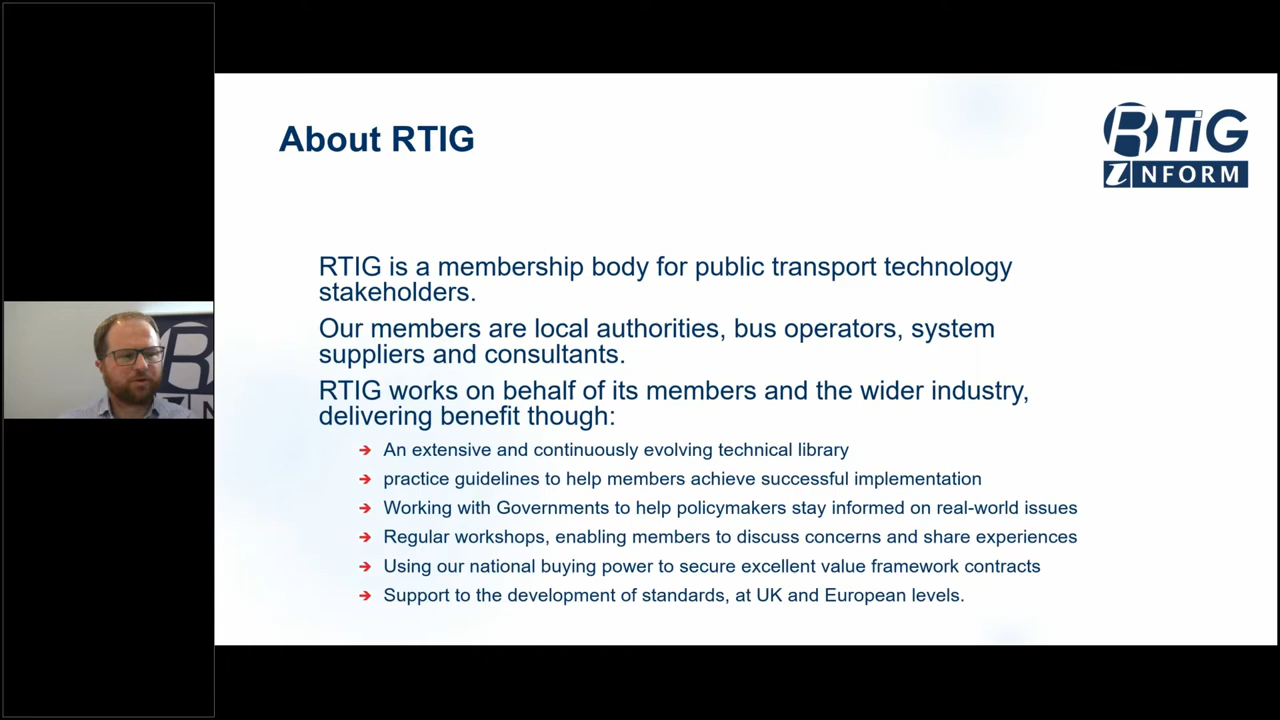 About RTIG
RTIG
iNFORM
RTIG is a membership body for public transport technology
stakeholders.
Our members are local authorities, bus operators, system
suppliers and consultants.
RTIG works on behalf of its members and the wider industry,
delivering benefit though:
An extensive and continuously evolving technical library
practice guidelines to help members achieve successful implementation
Working with Governments to help policymakers stay informed on real-world issues
Regular workshops, enabling members to discuss concerns and share experiences
Using our national buying power to secure excellent value framework contracts
Support to the development of standards, at UK and European levels.